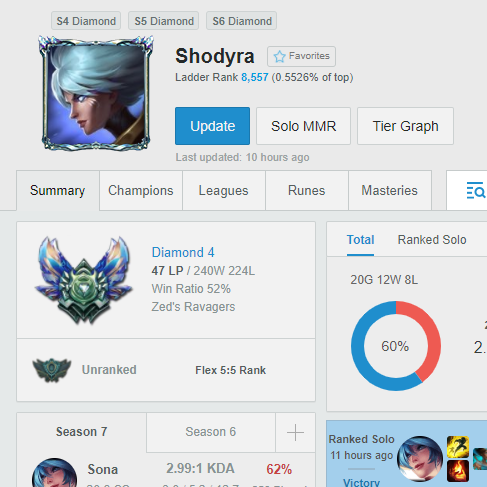 S4 Diamond S5 Diamond S6 Diamond
Shodyra Favorites
Ladder Rank 8,557 (0.5526% of top)
Update Solo MMR Tier Graph
Last updated: 10 hours ago
Summary Champions Leagues Runes Masteries
Diamond 4
47 LP / 240W 224L
Win Ratio 52%
Zed's Ravagers
Unranked Flex 5:5 Rank
Total Ranked Solo
20G 12W 8L
60%
2.
Season 7 Season 6
Sona 2.99:1 KDA 62%
Ranked Solo
11 hours ago
Victory